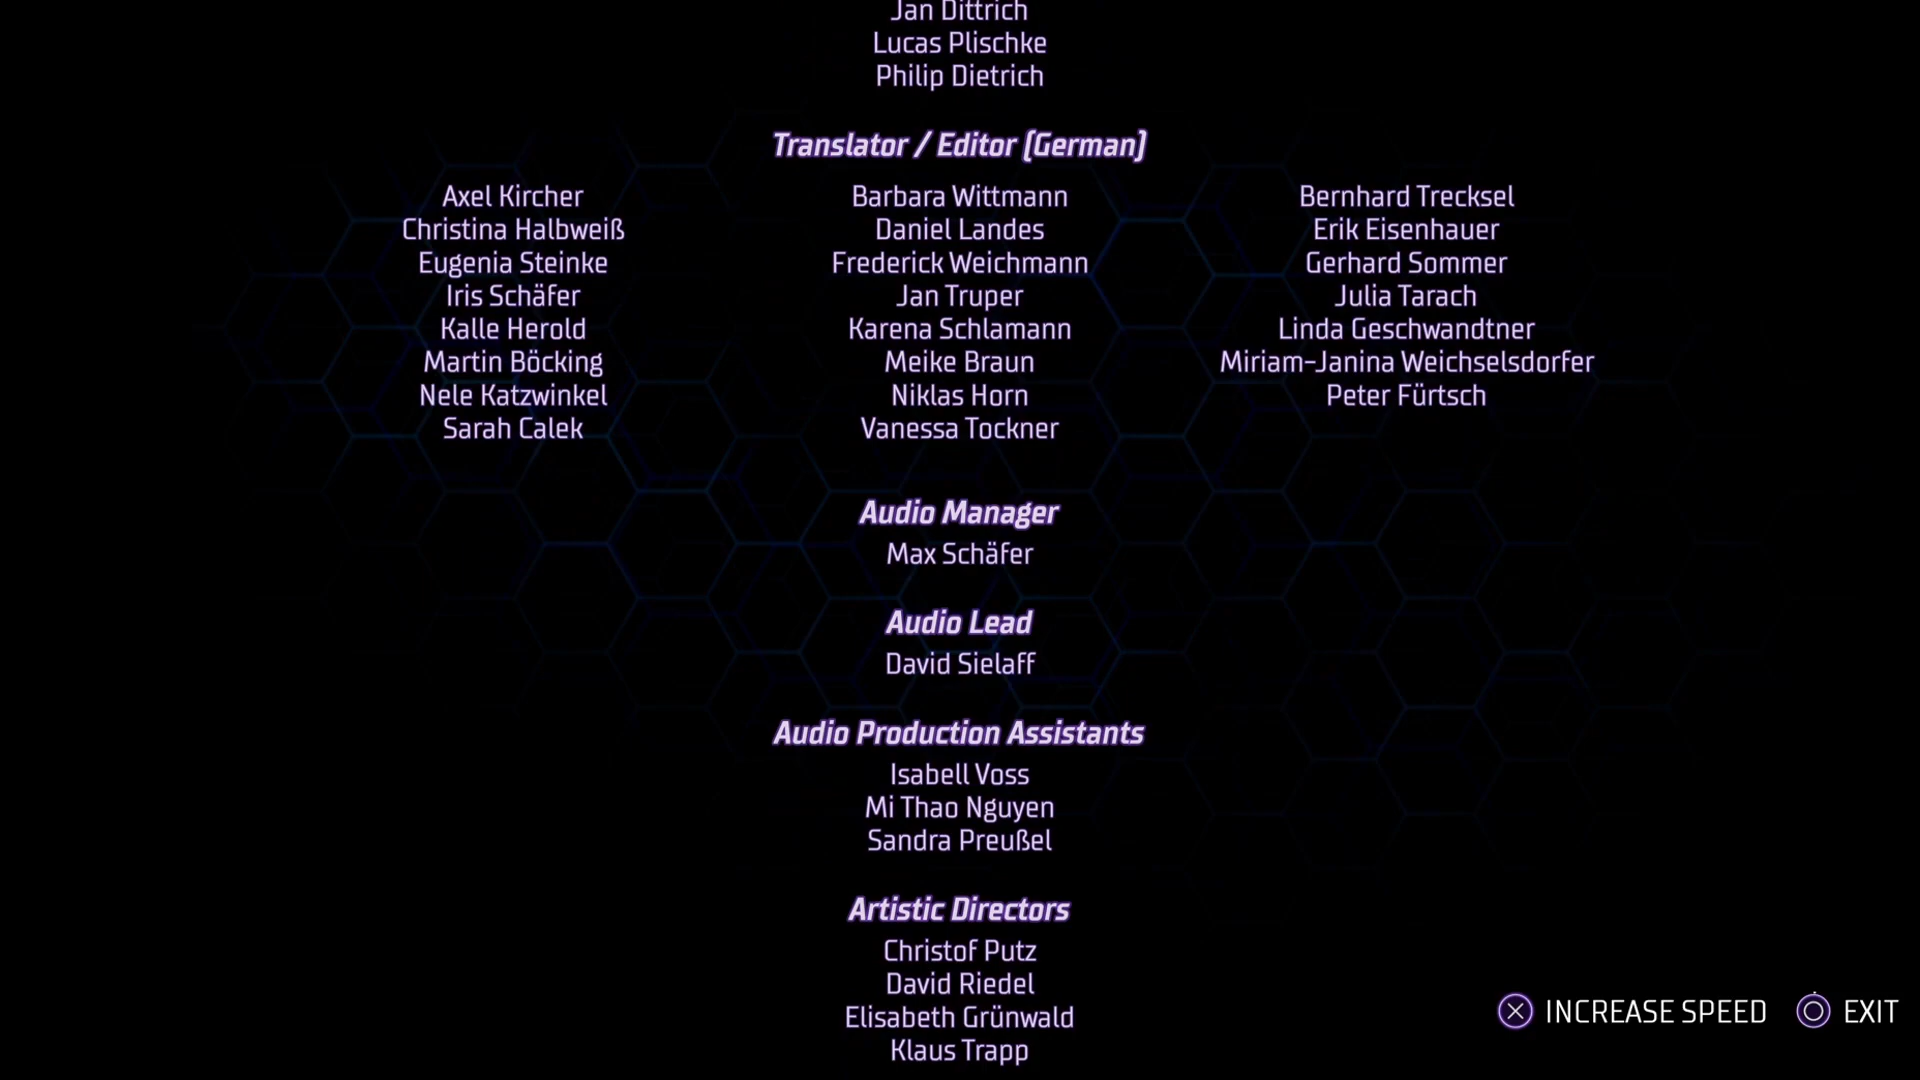 Jan Dittrich
Lucas Plischke
Philip Dietrich
Translator / Editor (German)
Axel Kircher Barbara Wittmann Bernhard Trecksel
Christina Halbweiß Daniel Landes Erik Eisenhauer
Eugenia Steinke Frederick Weichmann Gerhard Sommer
Iris Schäfer Jan Truper Julia Tarach
Kalle Herold Karena Schlamann Linda Geschwandtner
Martin Böcking Meike Braun Miriam-Janina Weichselsdorfer
Nele Katzwinkel Niklas Horn Peter Fürtsch
Sarah Calek Vanessa Tockner
Audio Manager
Max Schäfer
Audio Lead
David Sielaff
Audio Production Assistants
Isabell Voss
Mi Thao Nguyen
Sandra Preußel
Artistic Directors
Christof Putz
David Riedel
Elisabeth Grünwald
Klaus Trapp
INCREASE SPEED EXIT